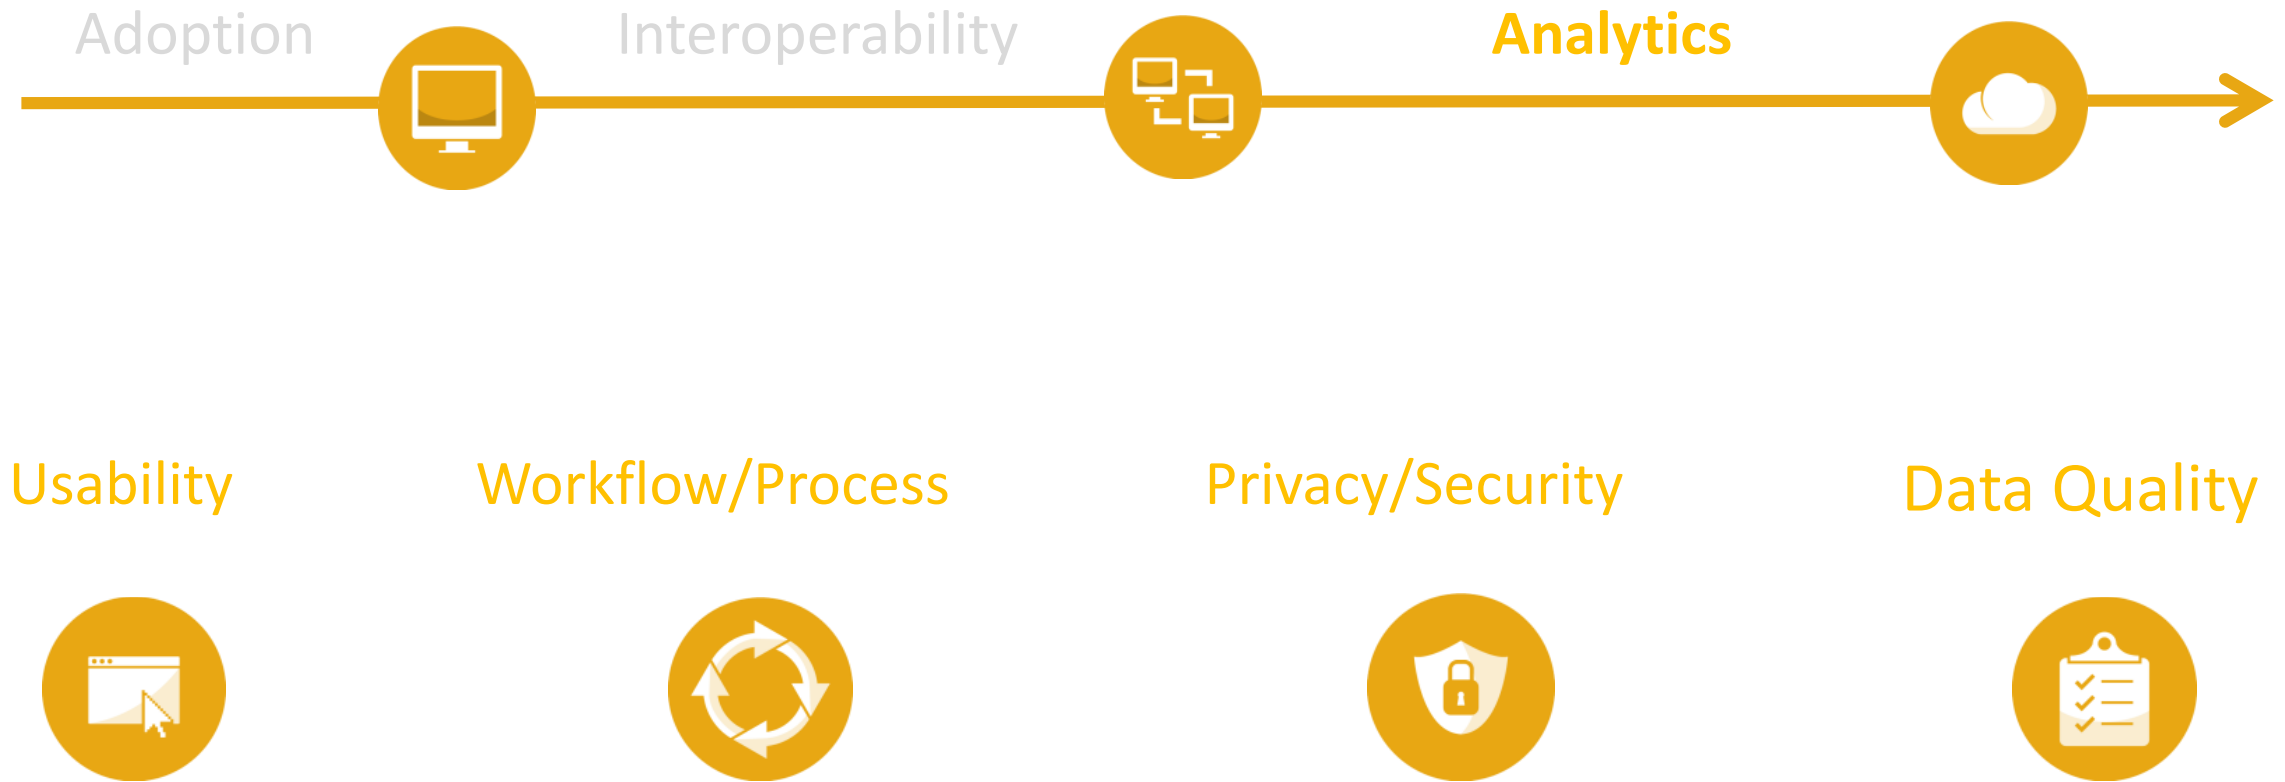 Adoption
Interoperability
Analytics
Usability
Workflow/Process
Privacy/Security
Data Quality